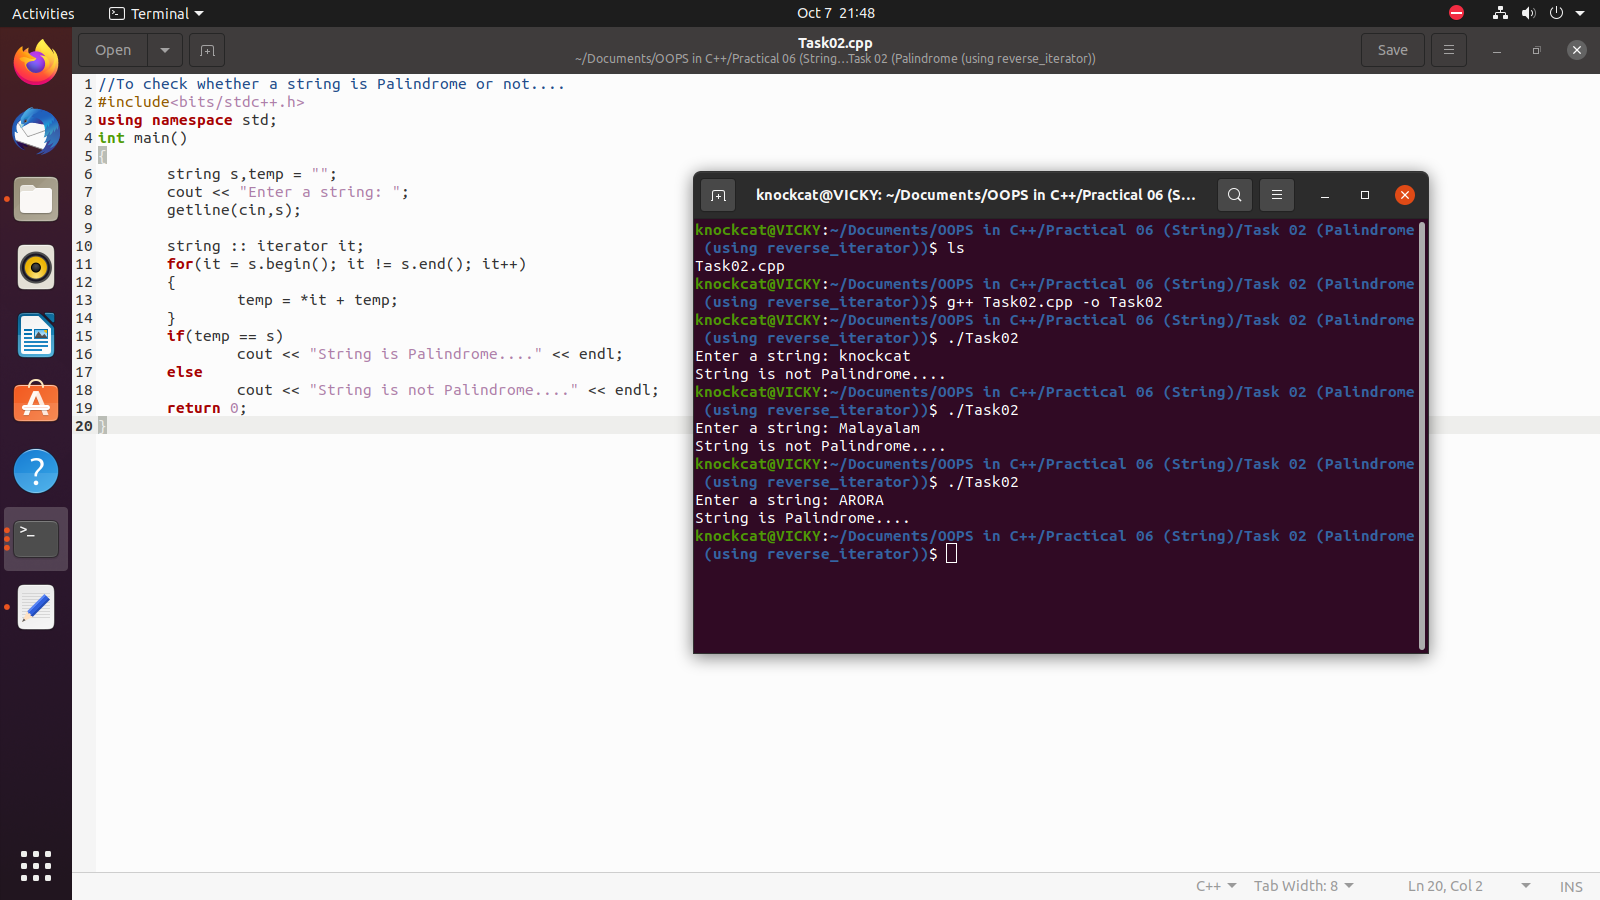 Activities Terminal Oct 7 21:48
Open Task02.cpp Save
~/Documents/OOPS in C++/Practical 06 (String...Task 02 (Palindrome (using reverse_iterator))
1 //To check whether a string is Palindrome or not....
2 #include<bits/stdc++.h>
3 using namespace std;
4 int main()
5 {
6 string s,temp = "";
7 cout << "Enter a string: ";
8 getline(cin,s);
9
10 string :: iterator it;
11 for(it = s.begin(); it != s.end(); it++)
12 {
13 temp = *it + temp;
14 }
15 if(temp == s)
16 cout << "String is Palindrome...." << endl;
17 else
18 cout << "String is not Palindrome...." << endl;
19 return 0;
20 }
knockcat@VICKY: ~/Documents/OOPS in C++/Practical 06 (S...
knockcat@VICKY:~/Documents/OOPS in C++/Practical 06 (String)/Task 02 (Palindrome
(using reverse_iterator))$ ls
Task02.cpp
knockcat@VICKY:~/Documents/OOPS in C++/Practical 06 (String)/Task 02 (Palindrome
(using reverse_iterator))$ g++ Task02.cpp -o Task02
knockcat@VICKY:~/Documents/OOPS in C++/Practical 06 (String)/Task 02 (Palindrome
(using reverse_iterator))$ ./Task02
Enter a string: knockcat
String is not Palindrome....
knockcat@VICKY:~/Documents/OOPS in C++/Practical 06 (String)/Task 02 (Palindrome
(using reverse_iterator))$ ./Task02
Enter a string: Malayalam
String is not Palindrome....
knockcat@VICKY:~/Documents/OOPS in C++/Practical 06 (String)/Task 02 (Palindrome
(using reverse_iterator))$ ./Task02
Enter a string: ARORA
String is Palindrome....
knockcat@VICKY:~/Documents/OOPS in C++/Practical 06 (String)/Task 02 (Palindrome
(using reverse_iterator))$
C++ Tab Width: 8 Ln 20, Col 2 INS